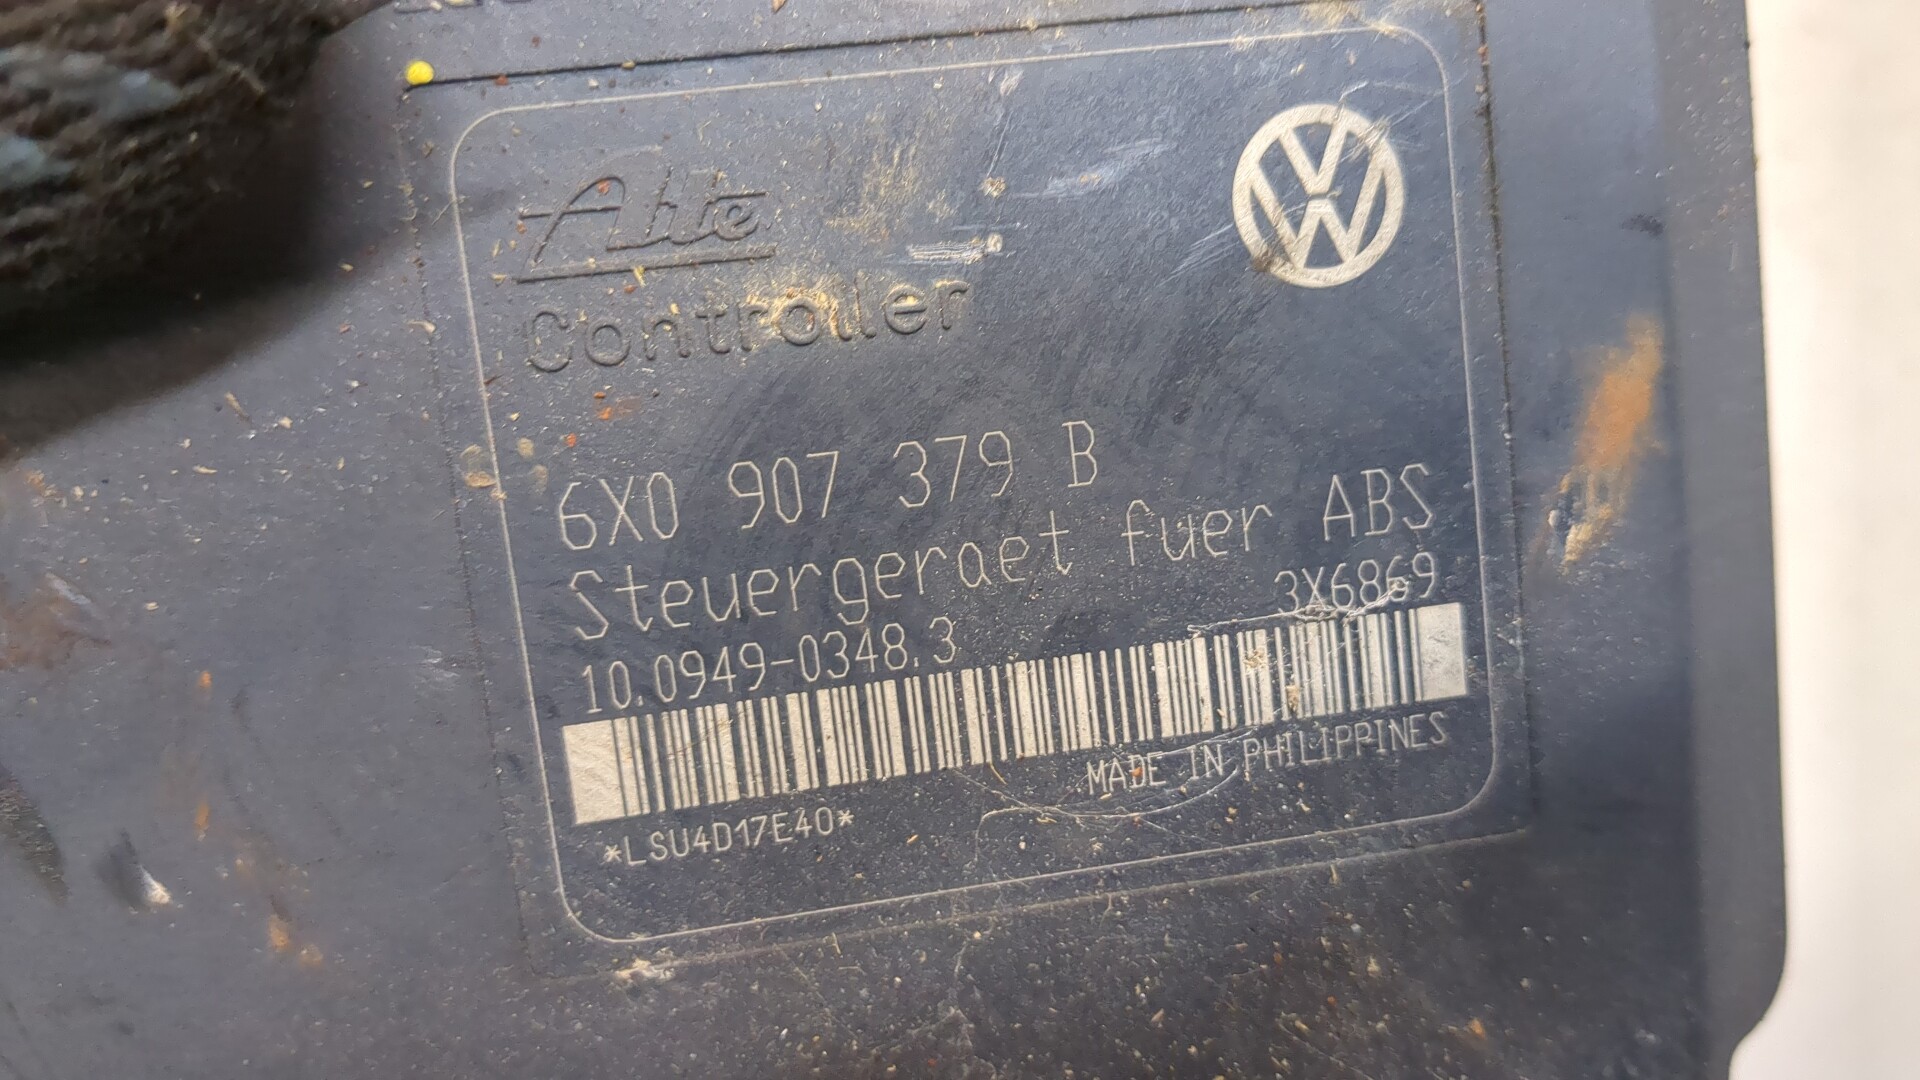 Ate
Controller
6X0 907 379 B
Steuergeraet fuer ABS
3X6869
10.0949-0348.3
MADE IN PHILIPPINES
*LSU4D17E40*